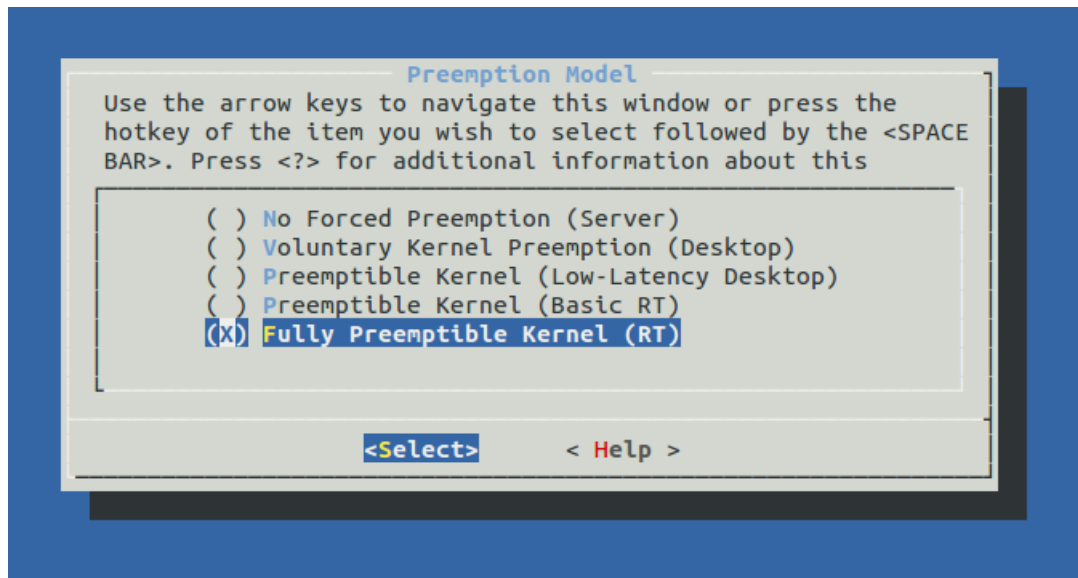 Preemption Model
Use the arrow keys to navigate this window or press the
hotkey of the item you wish to select followed by the <SPACE
BAR>. Press <?> for additional information about this
( ) No Forced Preemption (Server)
( ) Voluntary Kernel Preemption (Desktop)
( ) Preemptible Kernel (Low-Latency Desktop)
( ) Preemptible Kernel (Basic RT)
(X) Fully Preemptible Kernel (RT)
<Select> < Help >